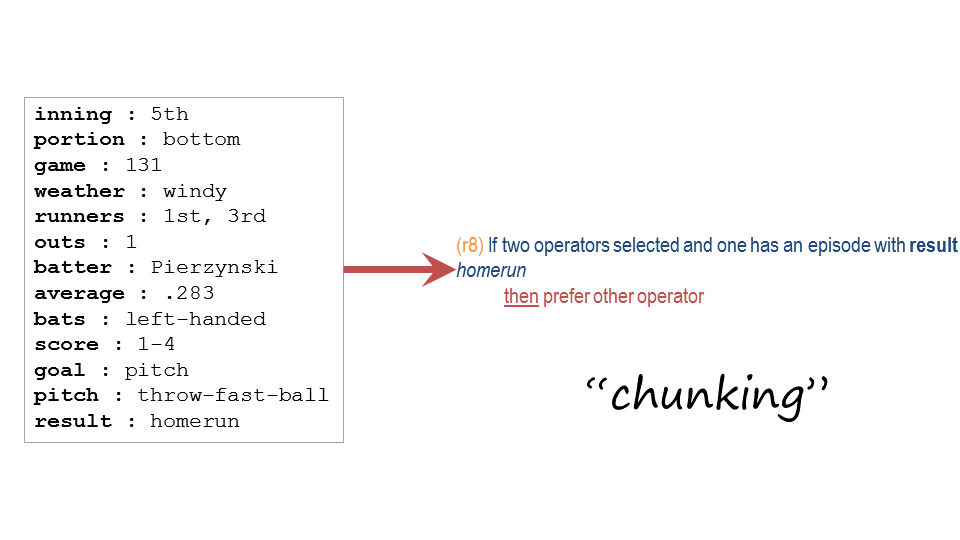 inning : 5th
portion : bottom
game : 131
weather : windy
runners : 1st, 3rd
outs : 1
batter : Pierzynski
average : .283
bats : left-handed
score : 1-4
goal : pitch
pitch : throw-fast-ball
result : homerun
(r8) If two operators selected and one has an episode with result
homerun
then prefer other operator
“chunking”